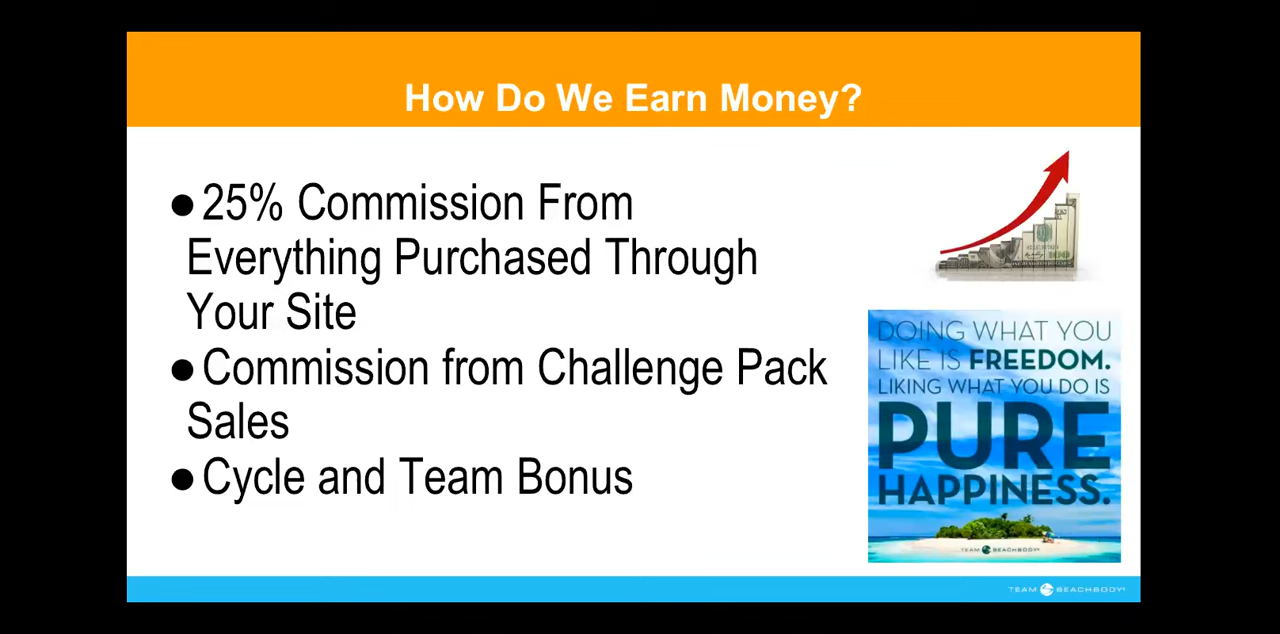 How Do We Earn Money?
●25% Commission From
Everything Purchased Through
Your Site
●Commission from Challenge Pack
Sales
●Cycle and Team Bonus
DOING WHAT YOU
LIKE IS FREEDOM.
LIKING WHAT YOU DO IS
PURE
HAPPINESS.
TEAM BEACHBODY
TEAM BEACHBODY